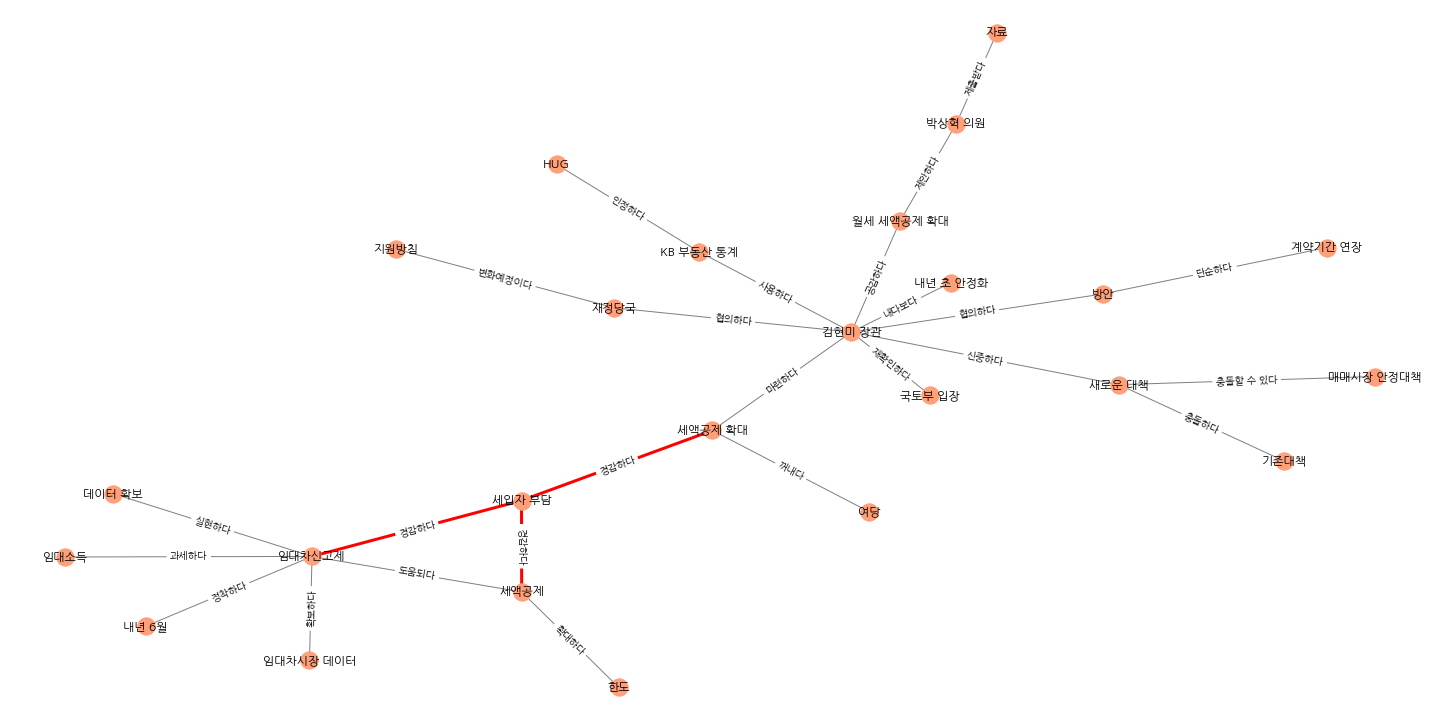 자료
제출받다
박상혁 의원
HUG
제안하다
인정하다
월세 세액공제 확대
지원방침
KB 부동산 통계
계약기간 연장
변화예정이다
공감하다
단순하다
사용하다
내년 초 안정화
방안
재정당국
내다보다
협의하다
협의하다
김현미 장관
재확인하다
신중하다
마련하다
국토부 입장
새로운 대책
충돌할 수 있다
매매시장 안정대책
충돌하다
세액공제 확대
기존대책
경감하다
꺼내다
데이터 확보
세입자 부담
여당
실현하다
경감하다
경감하다
임대소득
과세하다
임대차신고제
도움되다
정착하다
확보하다
세액공제
내년 6월
확대하다
임대차시장 데이터
한도